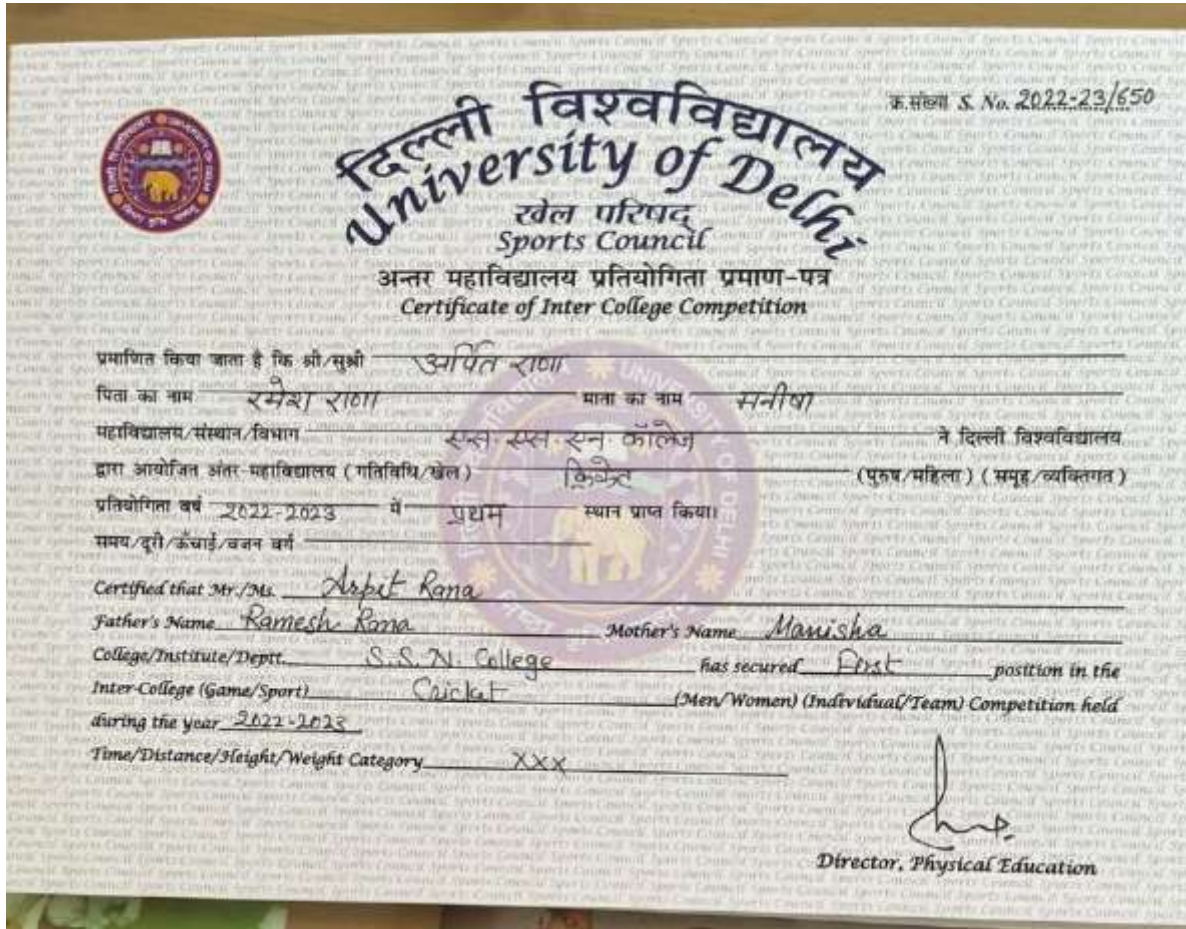 क्र.संख्या S. No. 2022-23/650
दिल्ली विश्वविद्यालय
University of Delhi
खेल परिषद्
Sports Council
अन्तर महाविद्यालय प्रतियोगिता प्रमाण-पत्र
Certificate of Inter College Competition
प्रमाणित किया जाता है कि श्री/सुश्री अर्पित राणा
पिता का नाम रमेश राणा माता का नाम मनीषा
महाविद्यालय/संस्थान/विभाग एस. एस. एन. कॉलेज ने दिल्ली विश्वविद्यालय
द्वारा आयोजित अंतर-महाविद्यालय (गतिविधि/खेल) क्रिकेट (पुरुष/महिला) (समूह/व्यक्तिगत)
प्रतियोगिता वर्ष 2022-2023 में प्रथम स्थान प्राप्त किया।
समय/दूरी/ऊँचाई/वजन वर्ग
Certified that Mr./Ms. Arpit Rana
Father's Name Ramesh Rana Mother's Name Manisha
College/Institute/Deptt. S.S.N. College has secured First position in the
Inter-College (Game/Sport) Cricket (Men/Women) (Individual/Team) Competition held
during the year 2022-2023
Time/Distance/Height/Weight Category XXX
Director, Physical Education